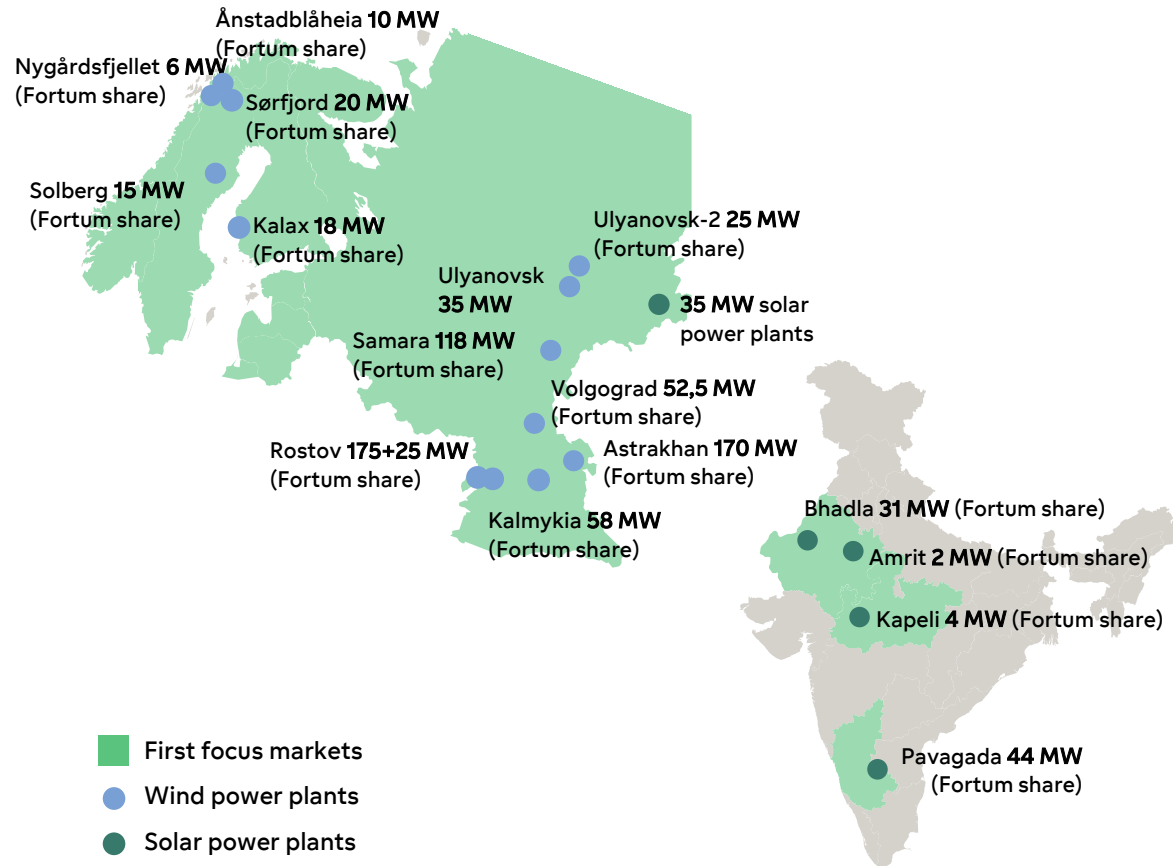 Ånstadblåheia 10 MW
(Fortum share)
Nygårdsfjellet 6 MW
(Fortum share)
Sørfjord 20 MW
(Fortum share)
Solberg 15 MW
(Fortum share)
Kalax 18 MW
(Fortum share)
Ulyanovsk-2 25 MW
(Fortum share)
Ulyanovsk
35 MW
35 MW solar
power plants
Samara 118 MW
(Fortum share)
Volgograd 52,5 MW
(Fortum share)
Rostov 175+25 MW
(Fortum share)
Astrakhan 170 MW
(Fortum share)
Kalmykia 58 MW
(Fortum share)
Bhadla 31 MW (Fortum share)
Amrit 2 MW (Fortum share)
Kapeli 4 MW (Fortum share)
Pavagada 44 MW
(Fortum share)
First focus markets
Wind power plants
Solar power plants